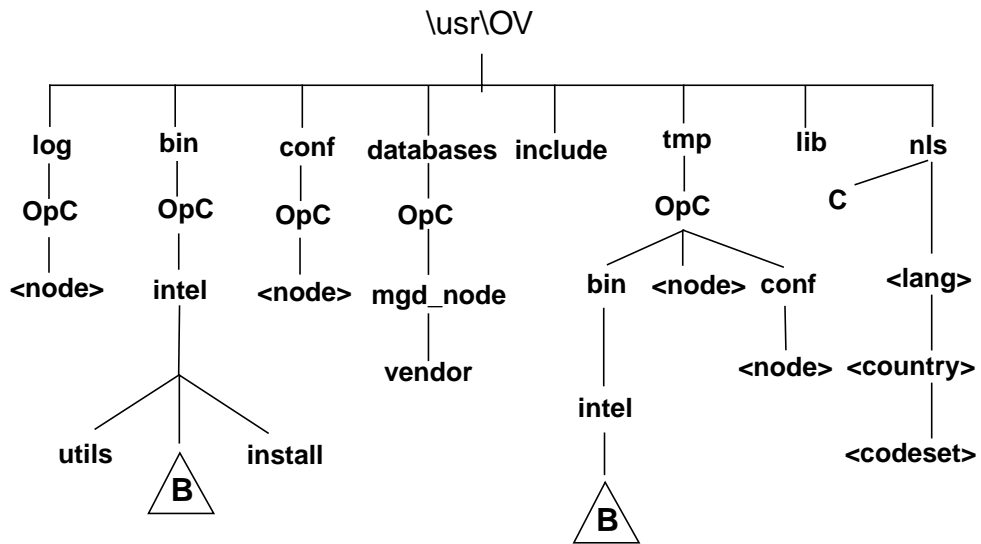 \usr\OV
log bin conf databases include tmp lib nls
OpC OpC OpC OpC OpC C
<node> intel <node> mgd_node bin <node> conf <lang>
vendor <node> <country>
intel
utils B install <codeset>
B